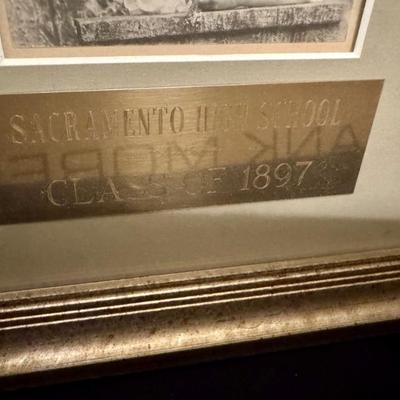 SACRAMENTO HIGH SCHOOL
CLASS OF 1897